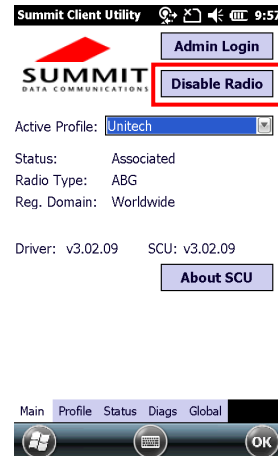 Summit Client Utility 9:57
Admin Login
SUMMIT
DATA COMMUNICATIONS
Disable Radio
Active Profile: Unitech
Status: Associated
Radio Type: ABG
Reg. Domain: Worldwide
Driver: v3.02.09 SCU: v3.02.09
About SCU
Main Profile Status Diags Global
OK